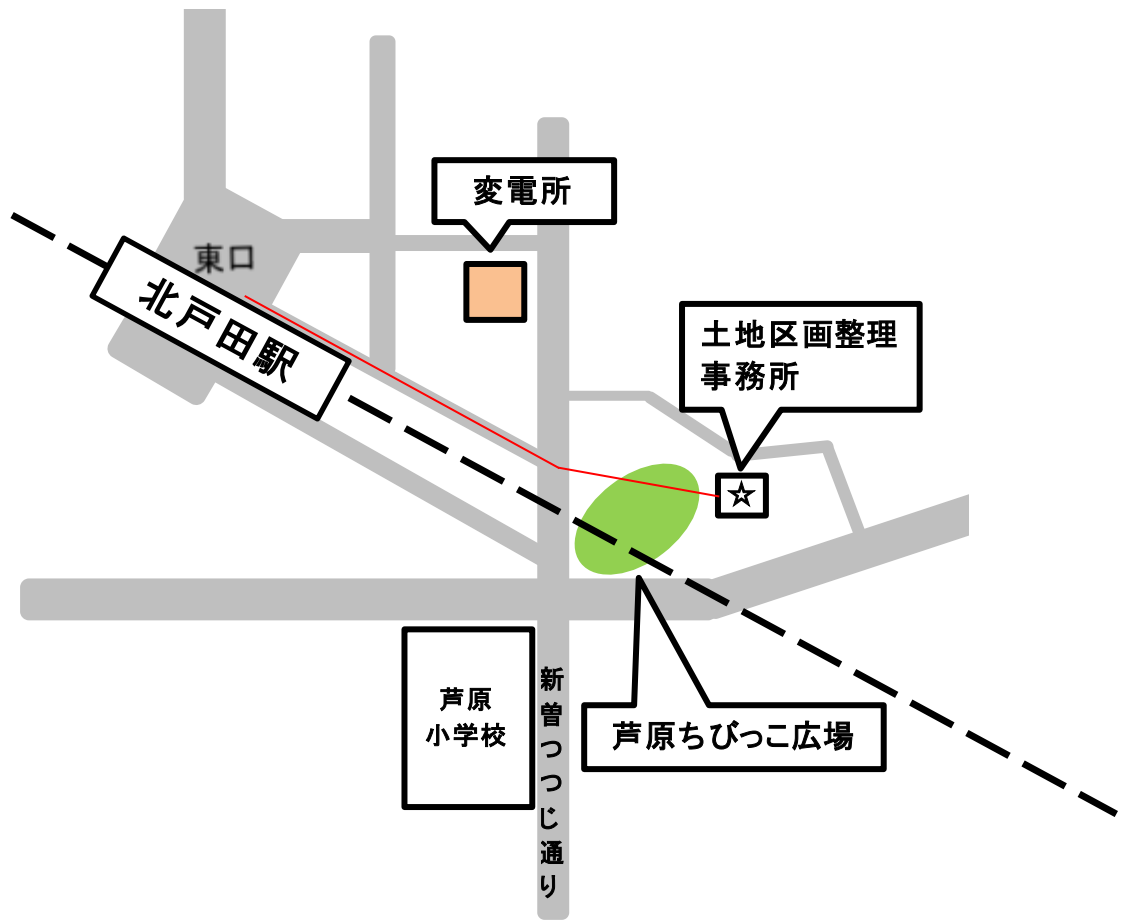 変電所
東口
北戸田駅
土地区画整理
事務所
☆
芦原
小学校
新曽つつじ通り
芦原ちびっこ広場